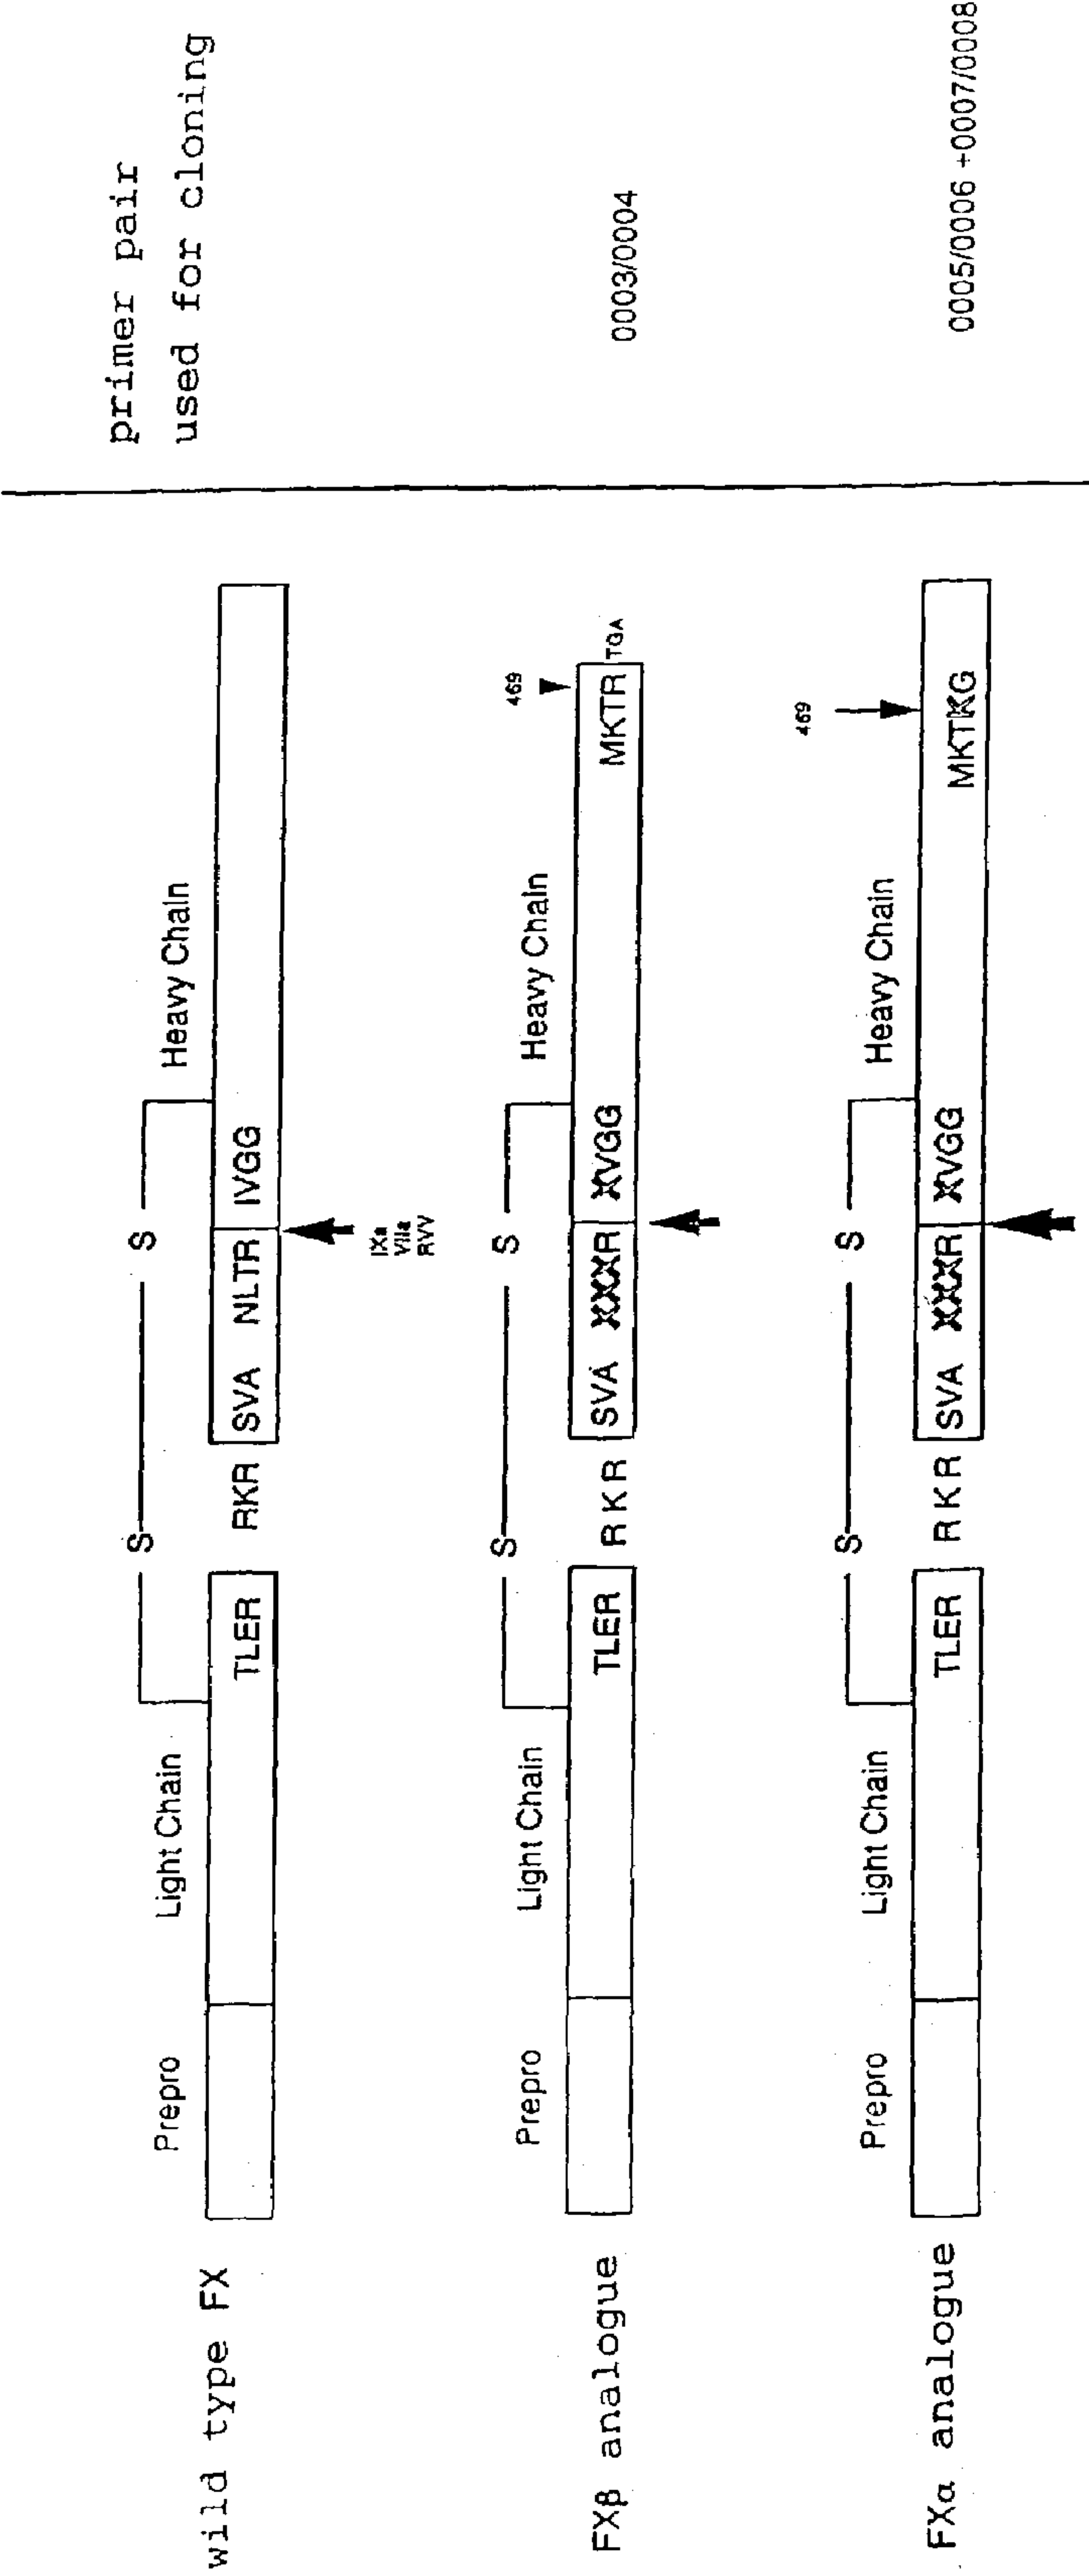 primer pair
used for cloning
wild type FX
Prepro
Light Chain
S
S
Heavy Chain
TLER
RKR
SVA NLTR IVGG
IXa
VIIa
RVV
FXβ analogue
Prepro
Light Chain
S
S
Heavy Chain
469
TLER
RKR
SVA XXXR XVGG
MKTR
TGA
0003/0004
FXα analogue
Prepro
Light Chain
S
S
Heavy Chain
469
TLER
RKR
SVA XXXR XVGG
MKTKG
0005/0006 +0007/0008